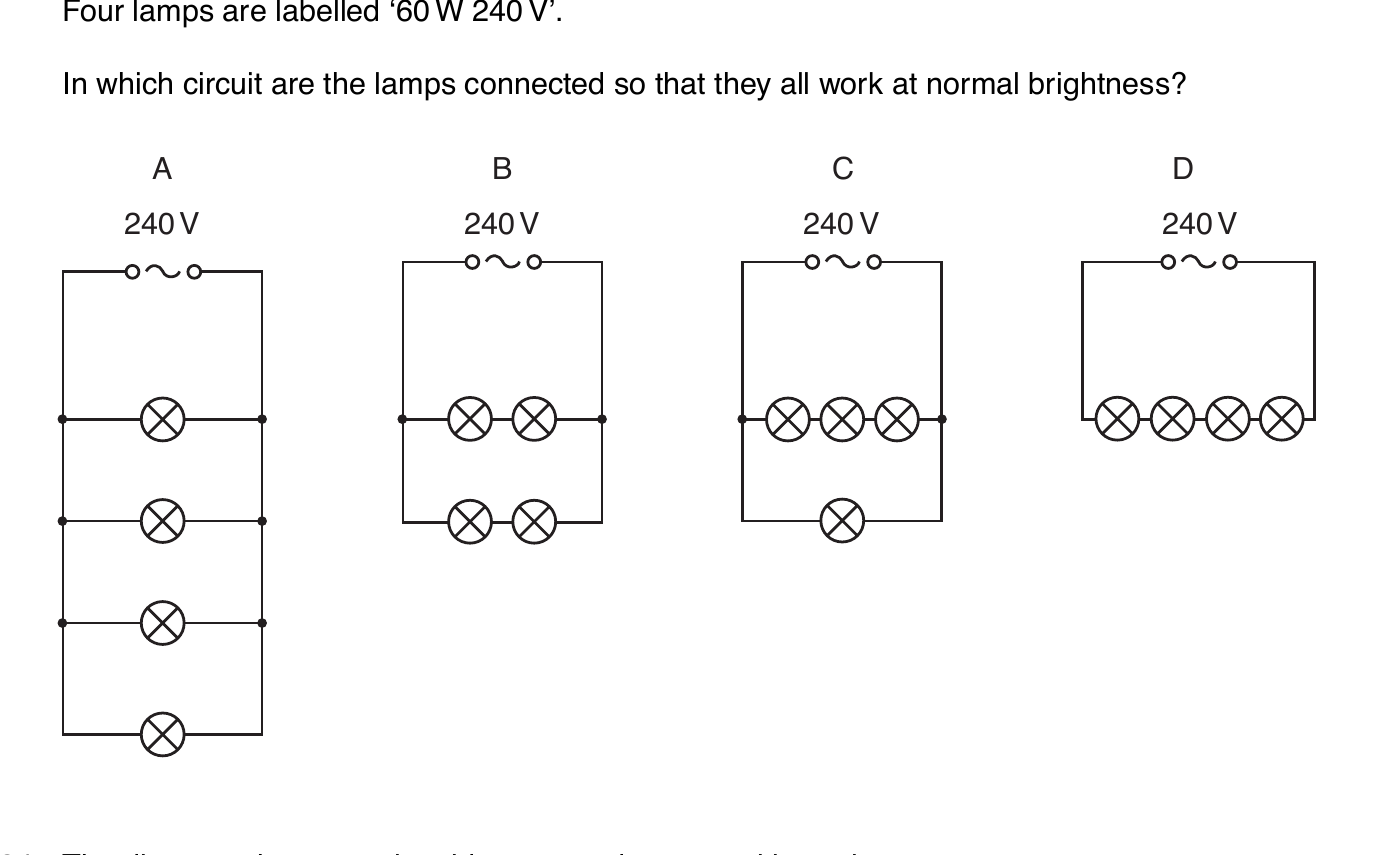 Four lamps are labelled ‘60 W 240 V’.
In which circuit are the lamps connected so that they all work at normal brightness?
A B C D
240 V 240 V 240 V 240 V